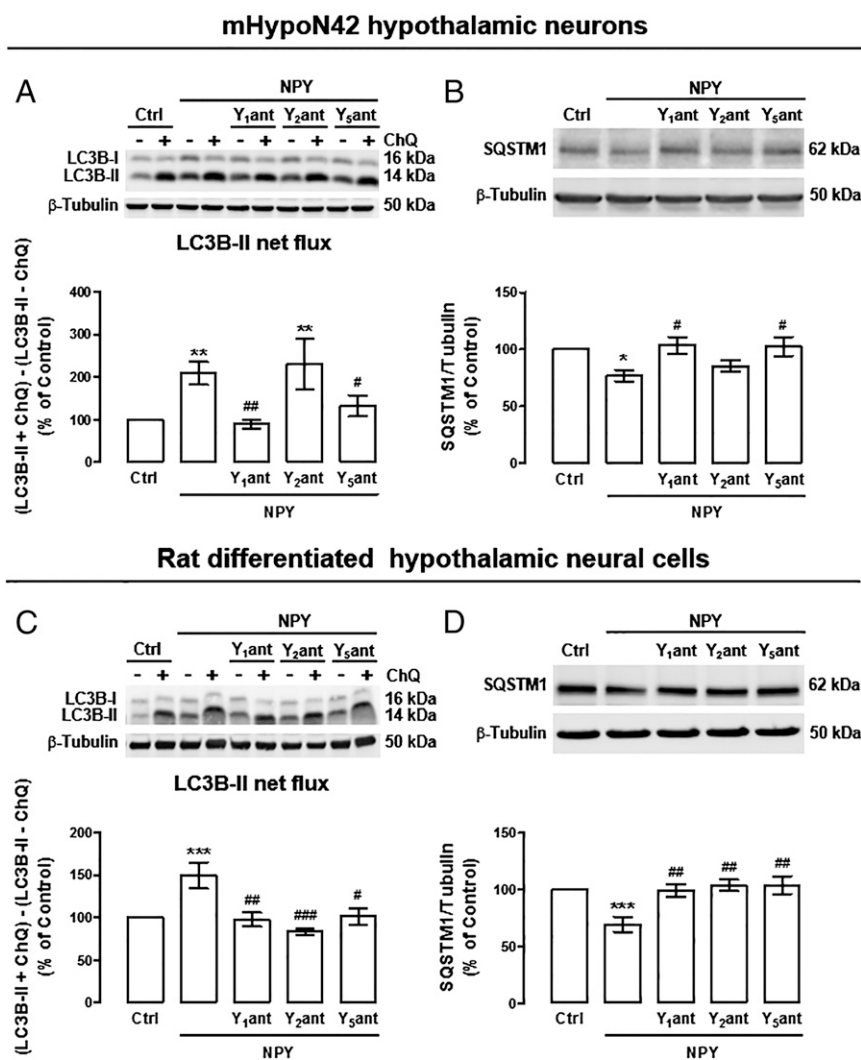 mHypoN42 hypothalamic neurons
A
NPY
Ctrl Y₁ant Y₂ant Y₅ant
- + - + - + - + - + ChQ
LC3B-I 16 kDa
LC3B-II 14 kDa
β-Tubulin 50 kDa
LC3B-II net flux
(LC3B-II + ChQ) - (LC3B-II - ChQ)
(% of Control)
400
300
200
100
0
** ## ** #
Ctrl Y₁ant Y₂ant Y₅ant
NPY
B
NPY
Ctrl Y₁ant Y₂ant Y₅ant
SQSTM1 62 kDa
β-Tubulin 50 kDa
SQSTM1/Tubulin
(% of Control)
150
100
50
0
* # #
Ctrl Y₁ant Y₂ant Y₅ant
NPY
Rat differentiated hypothalamic neural cells
C
NPY
Ctrl Y₁ant Y₂ant Y₅ant
- + - + - + - + - + ChQ
LC3B-I 16 kDa
LC3B-II 14 kDa
β-Tubulin 50 kDa
LC3B-II net flux
(LC3B-II + ChQ) - (LC3B-II - ChQ)
(% of Control)
200
150
100
50
0
*** ## ### #
Ctrl Y₁ant Y₂ant Y₅ant
NPY
D
NPY
Ctrl Y₁ant Y₂ant Y₅ant
SQSTM1 62 kDa
β-Tubulin 50 kDa
SQSTM1/Tubulin
(% of Control)
150
100
50
0
*** ## ## ##
Ctrl Y₁ant Y₂ant Y₅ant
NPY